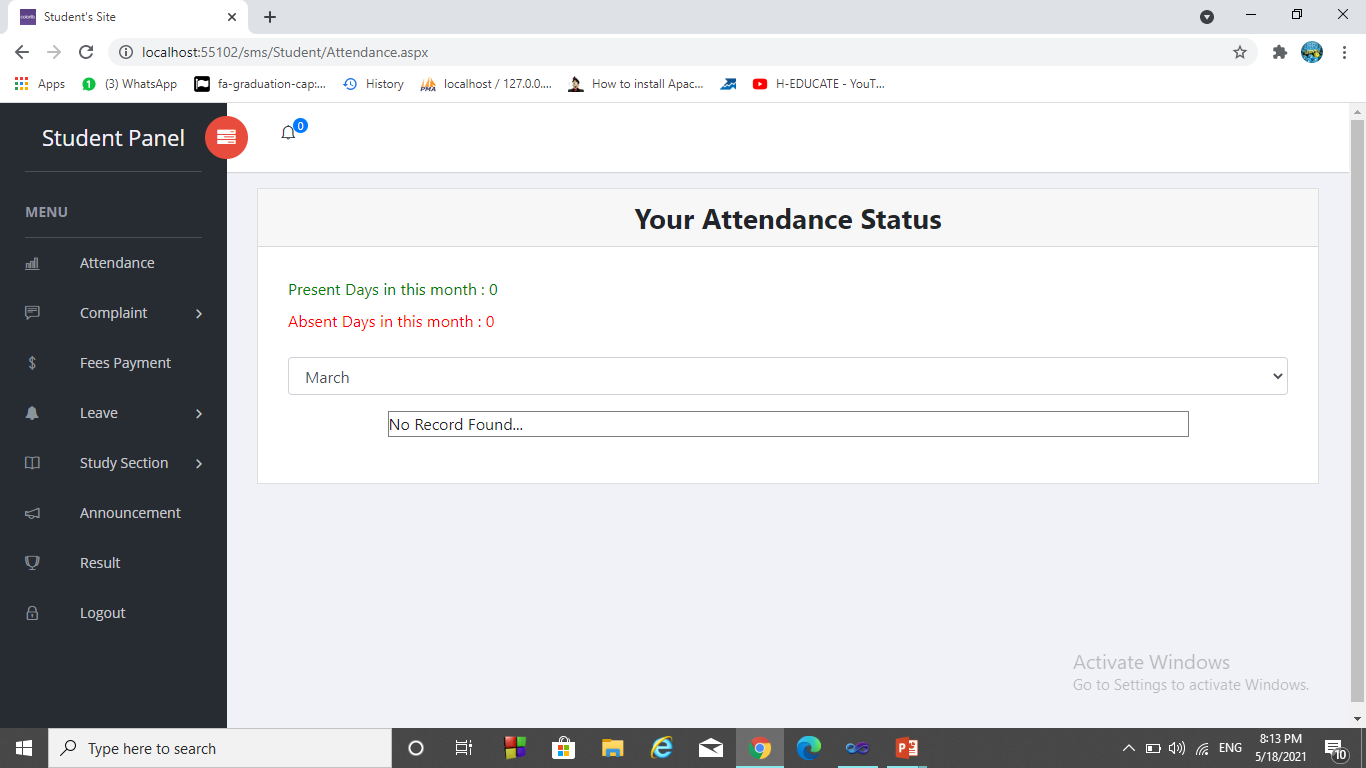 Student's Site
localhost:55102/sms/Student/Attendance.aspx
Apps
(3) WhatsApp
fa-graduation-cap:...
History
localhost / 127.0.0....
How to install Apac...
H-EDUCATE - YouT...
Student Panel
0
MENU
Attendance
Complaint
Fees Payment
Leave
Study Section
Announcement
Result
Logout
Your Attendance Status
Present Days in this month : 0
Absent Days in this month : 0
March
No Record Found...
Activate Windows
Go to Settings to activate Windows.
Type here to search
ENG
8:13 PM
5/18/2021
10